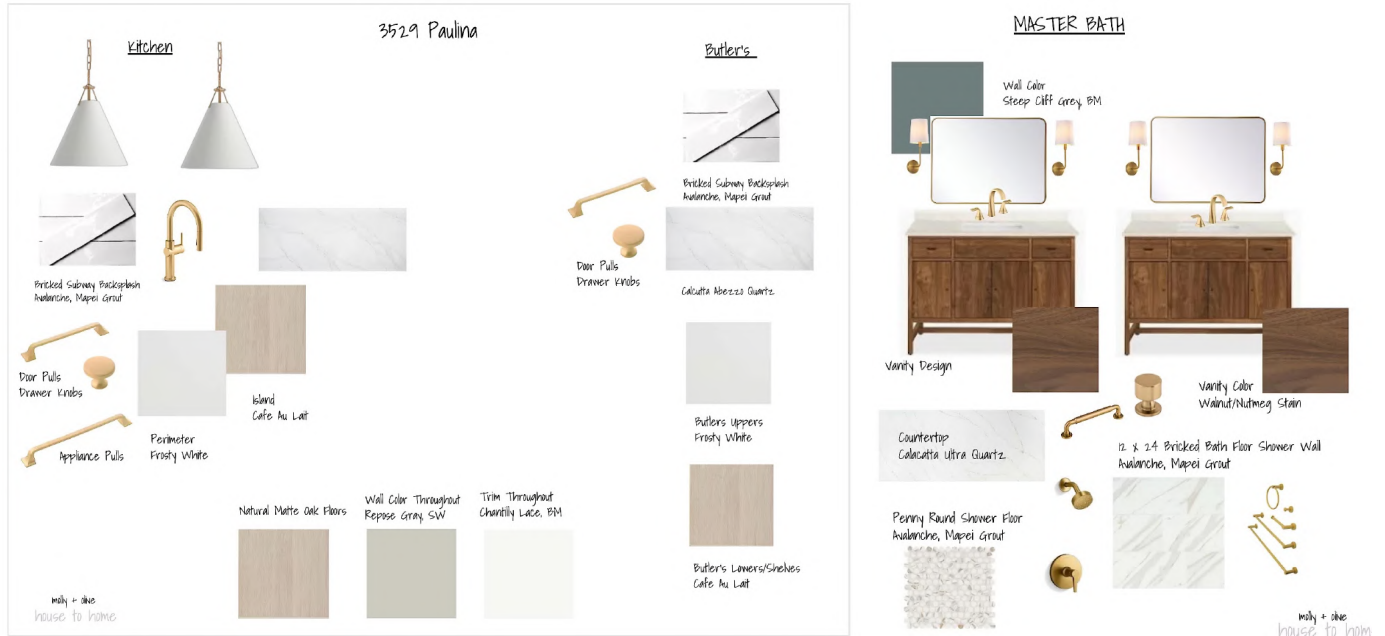 3529 Paulina
Kitchen
Bricked Subway Backsplash
Avalanche, Mapei Grout
Door Pulls
Drawer Knobs
Appliance Pulls
Perimeter
Frosty White
Island
Cafe Au Lait
Natural Matte Oak Floors
Wall Color Throughout
Repose Gray, SW
Trim Throughout
Chantilly Lace, BM
molly + olive
house to home
Butler's
Bricked Subway Backsplash
Avalanche, Mapei Grout
Door Pulls
Drawer Knobs
Calcutta Abezzo Quartz
Butlers Uppers
Frosty White
Butler's Lowers/Shelves
Cafe Au Lait
MASTER BATH
Wall Color
Steep Cliff Grey, BM
Vanity Design
Vanity Color
Walnut/Nutmeg Stain
Countertop
Calacatta Ultra Quartz
12 x 24 Bricked Bath Floor Shower Wall
Avalanche, Mapei Grout
Penny Round Shower Floor
Avalanche, Mapei Grout
molly + olive
house to hom